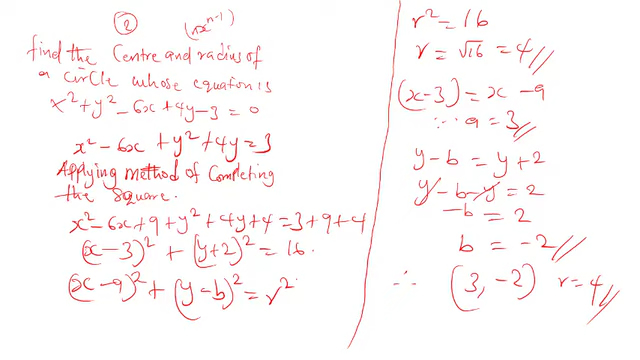 ②
(nx^(n-1))
find the Centre and radius of
a circle whose equation is
x² + y² - 6x + 4y - 3 = 0
x² - 6x + y² + 4y = 3
Applying method of Completing
the square.
x² - 6x + 9 + y² + 4y + 4 = 3 + 9 + 4
(x - 3)² + (y + 2)² = 16.
(x - a)² + (y - b)² = r²
r² = 16
r = √16 = 4 //
(x - 3) = x - a
∵ a = 3 //
y - b = y + 2
y - b - y = 2
-b = 2
b = -2 //
∴ (3, -2) r = 4 //